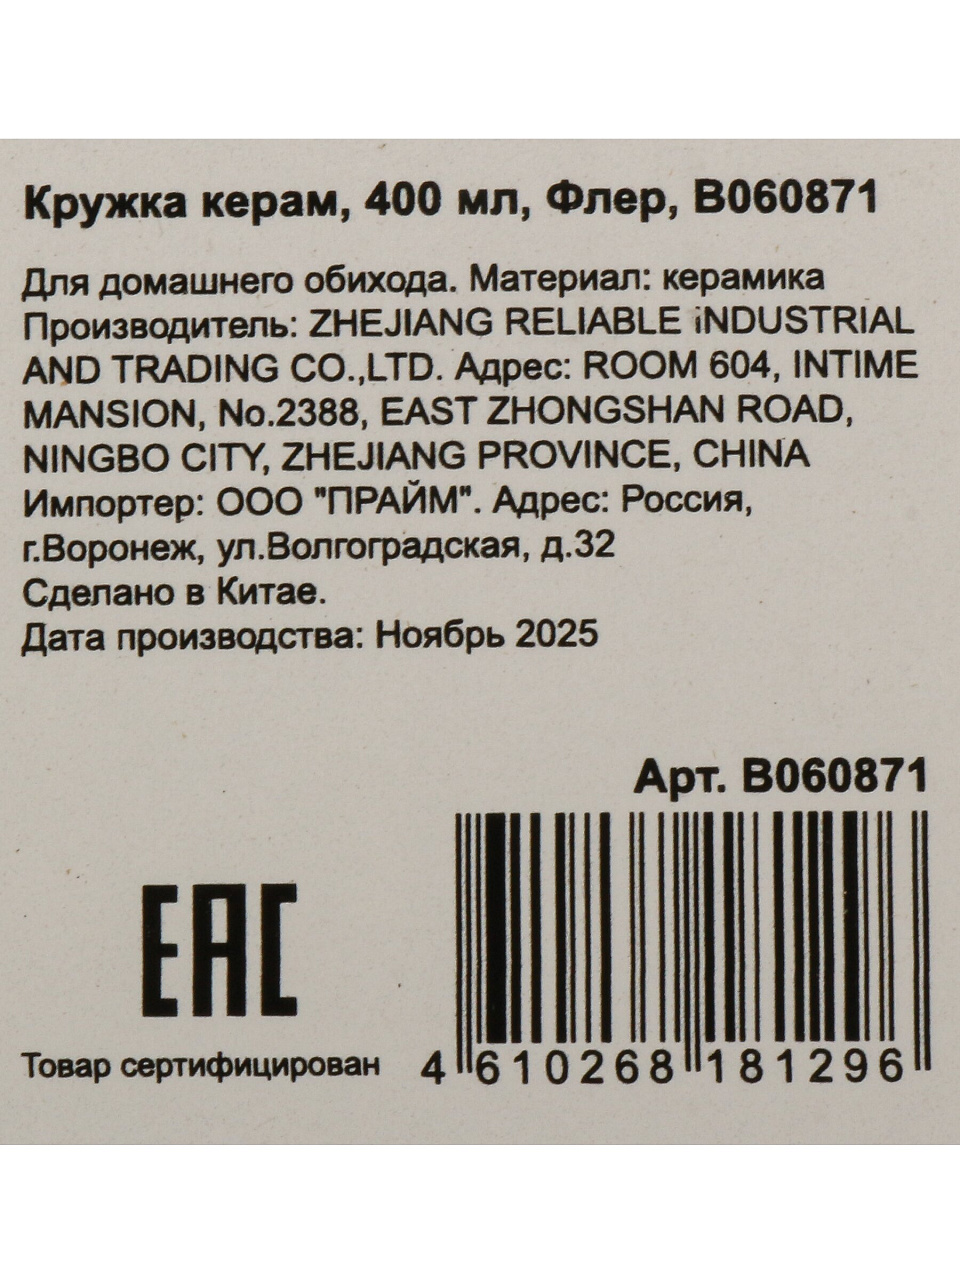 Кружка керам, 400 мл, Флер, В060871
Для домашнего обихода. Материал: керамика
Производитель: ZHEJIANG RELIABLE iNDUSTRIAL
AND TRADING CO.,LTD. Адрес: ROOM 604, INTIME
MANSION, No.2388, EAST ZHONGSHAN ROAD,
NINGBO CITY, ZHEJIANG PROVINCE, CHINA
Импортер: ООО "ПРАЙМ". Адрес: Россия,
г.Воронеж, ул.Волгоградская, д.32
Сделано в Китае.
Дата производства: Ноябрь 2025
Арт. В060871
EAC
Товар сертифицирован
4 610268 181296